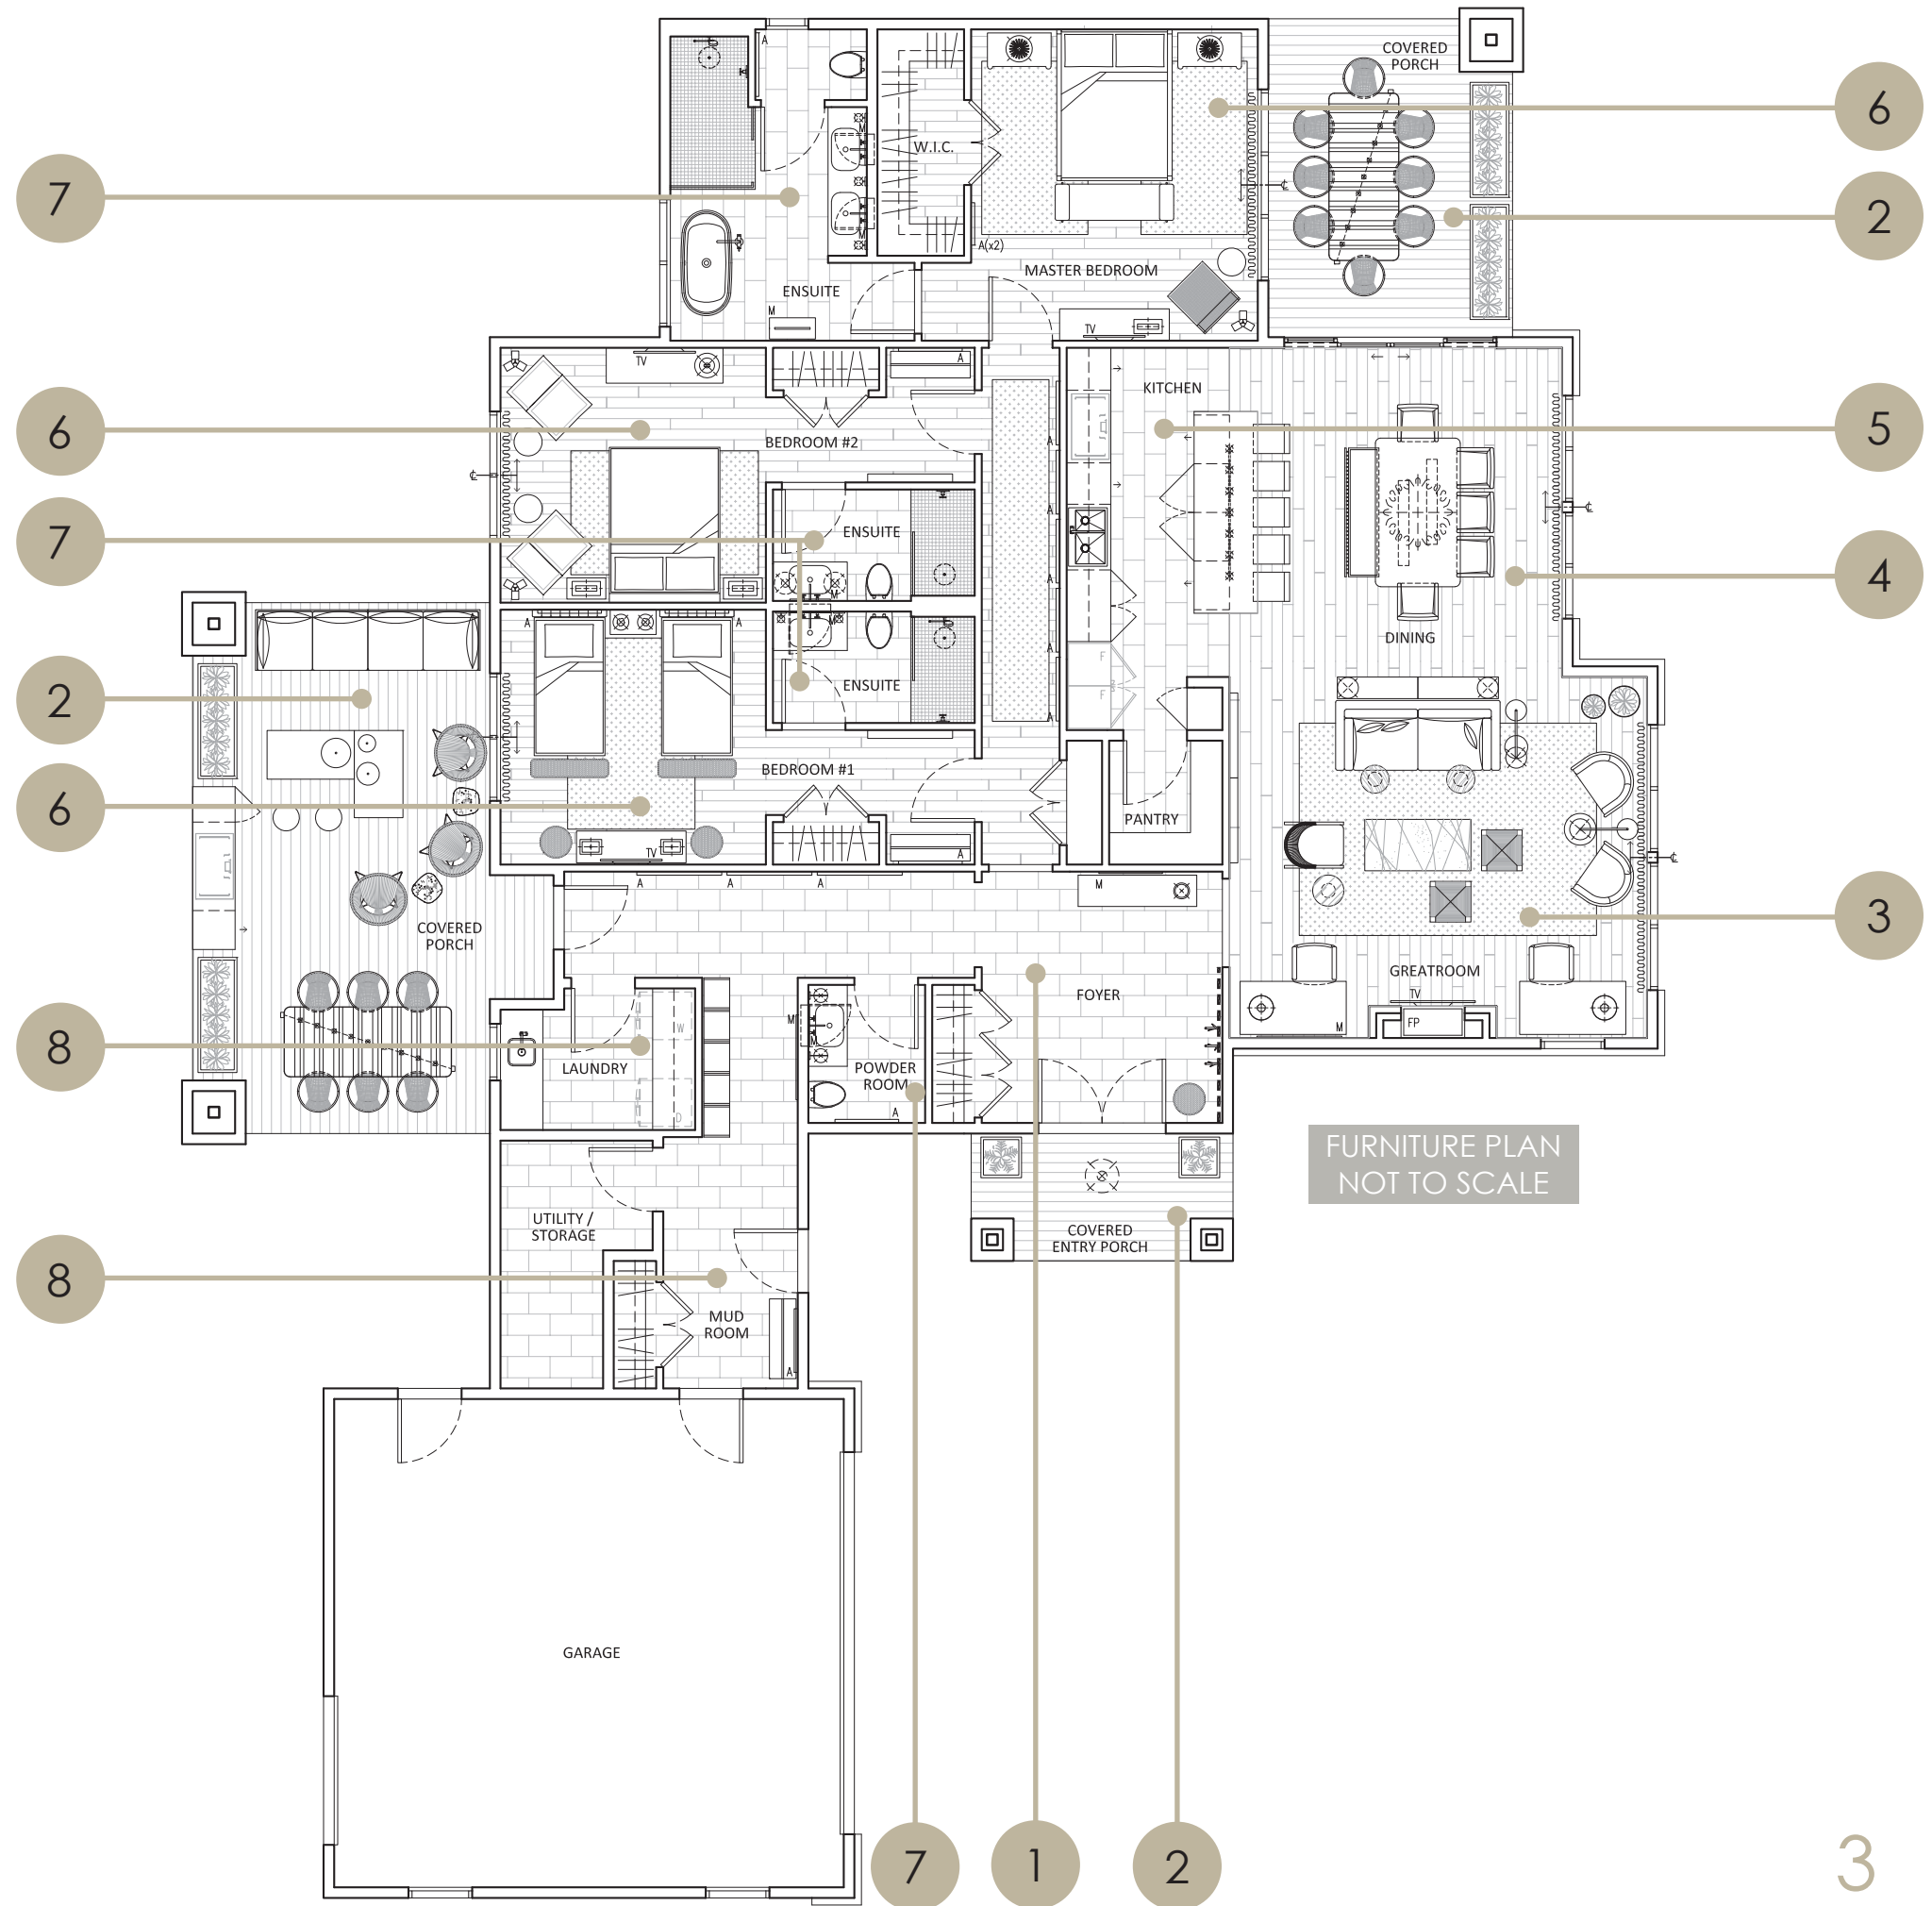 COVERED
PORCH
6
A
M
W.I.C.
7
2
M
A(x2)
MASTER BEDROOM
ENSUITE
M
TV
TV
A
KITCHEN
6
BEDROOM #2
5
A
A
7
ENSUITE
4
A
M
A
M
A
A
DINING
ENSUITE
F
2
F
A
A
BEDROOM #1
6
PANTRY
TV
A
A
A
A
M
3
COVERED
PORCH
GREATROOM
TV
FOYER
FP
M
W
M
M
8
LAUNDRY
POWDER
ROOM
D
A
FURNITURE PLAN
NOT TO SCALE
UTILITY /
STORAGE
COVERED
ENTRY PORCH
8
MUD
ROOM
A
GARAGE
7
1
2
3